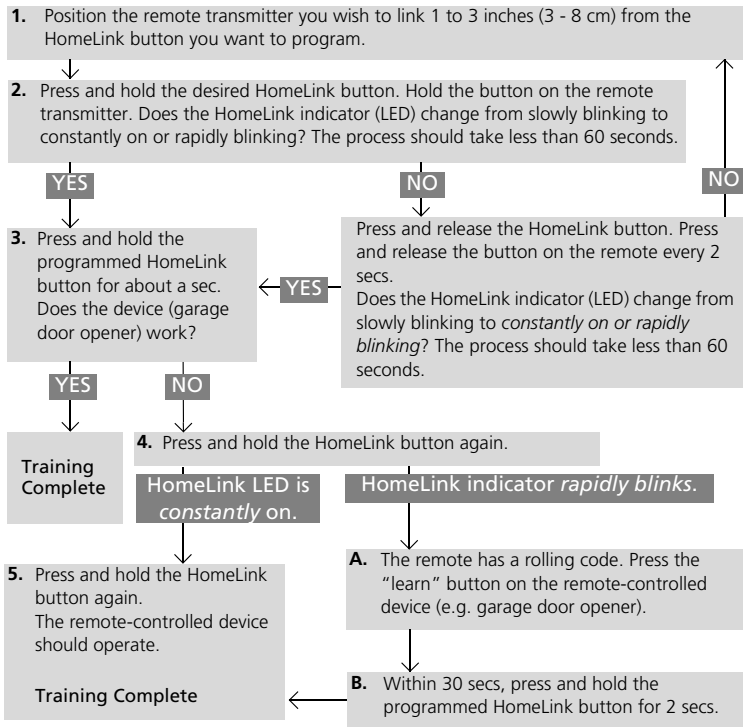 1. Position the remote transmitter you wish to link 1 to 3 inches (3 - 8 cm) from the
HomeLink button you want to program.
2. Press and hold the desired HomeLink button. Hold the button on the remote
transmitter. Does the HomeLink indicator (LED) change from slowly blinking to
constantly on or rapidly blinking? The process should take less than 60 seconds.
YES
NO
NO
3. Press and hold the
programmed HomeLink
button for about a sec.
Does the device (garage
door opener) work?
YES
Press and release the HomeLink button. Press
and release the button on the remote every 2
secs.
Does the HomeLink indicator (LED) change from
slowly blinking to constantly on or rapidly
blinking? The process should take less than 60
seconds.
YES
NO
Training
Complete
4. Press and hold the HomeLink button again.
HomeLink LED is
constantly on.
HomeLink indicator rapidly blinks.
5. Press and hold the HomeLink
button again.
The remote-controlled device
should operate.
Training Complete
A. The remote has a rolling code. Press the
“learn” button on the remote-controlled
device (e.g. garage door opener).
B. Within 30 secs, press and hold the
programmed HomeLink button for 2 secs.